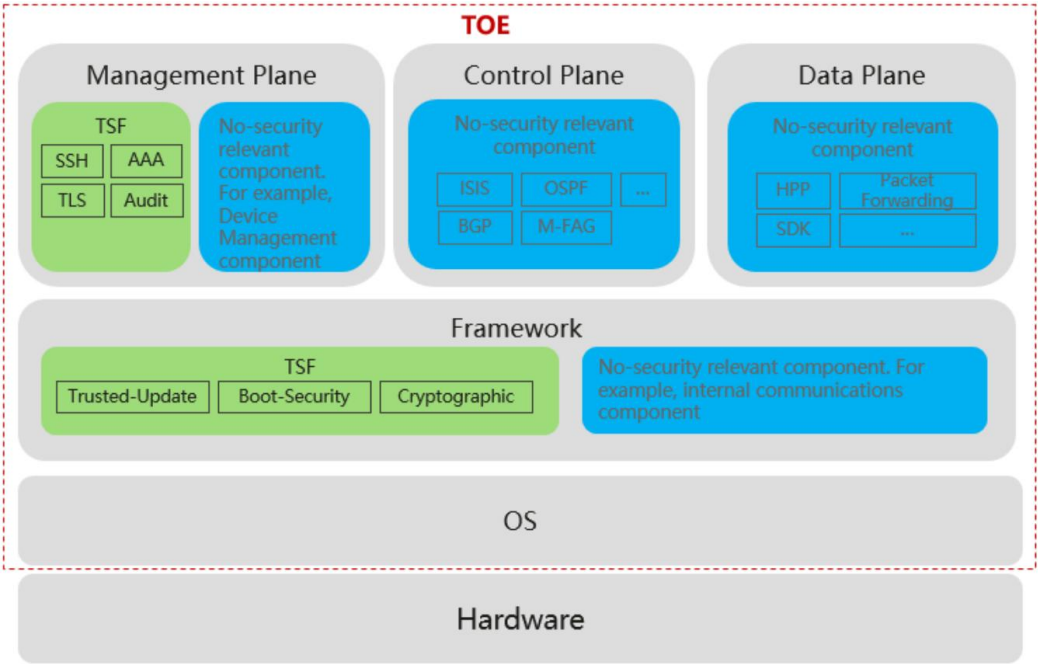 TOE
Management Plane
TSF
SSH
AAA
TLS
Audit
No-security
relevant
component.
For example,
Device
Management
component
Control Plane
No-security relevant
component
ISIS
OSPF
...
BGP
M-FAG
Data Plane
No-security relevant
component
HPP
Packet
Forwarding
SDK
...
Framework
TSF
Trusted-Update
Boot-Security
Cryptographic
No-security relevant component. For
example, internal communications
component
OS
Hardware